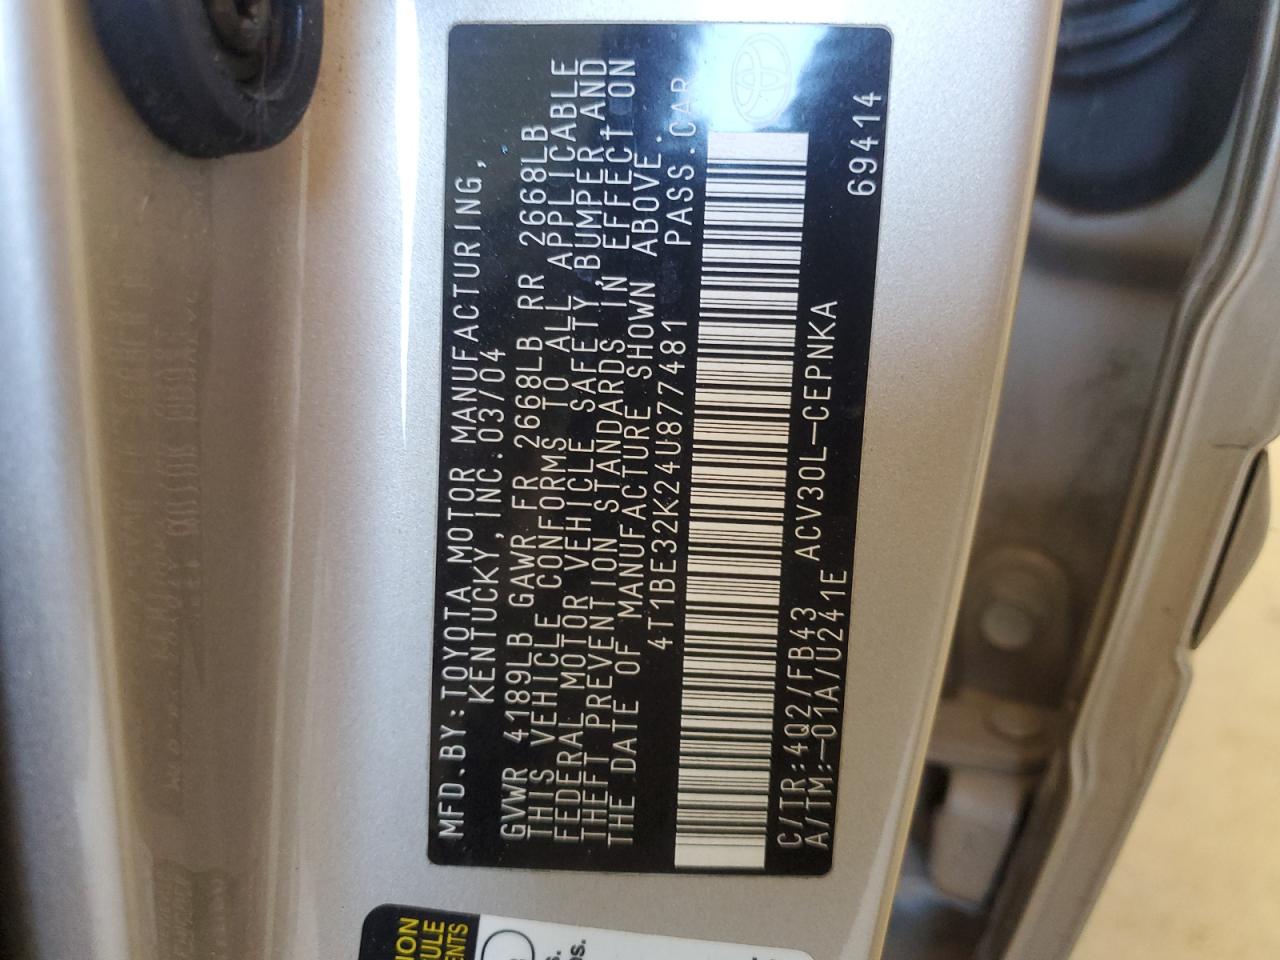 MFD.BY:TOYOTA MOTOR MANUFACTURING,
KENTUCKY, INC.03/04
GVWR 4189LB GAWR FR 2668LB RR 2668LB
THIS VEHICLE CONFORMS TO ALL APPLICABLE
FEDERAL MOTOR VEHICLE SAFETY,BUMPER,AND
THEFT PREVENTION STANDARDS IN EFFECT ON
THE DATE OF MANUFACTURE SHOWN ABOVE.
4T1BE32K24U877481 PASS.CAR
C/TR:4Q2/FB43 ACV30L-CEPNKA 69414
A/TM:-01A/U241E